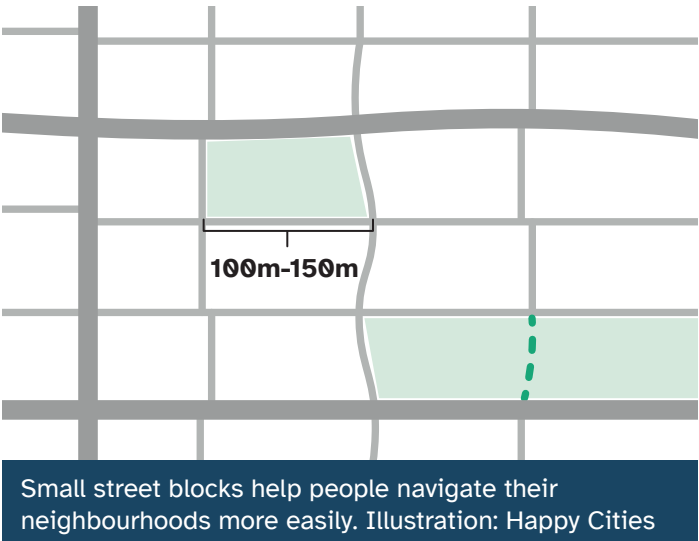 100m-150m
Small street blocks help people navigate their
neighbourhoods more easily. Illustration: Happy Cities